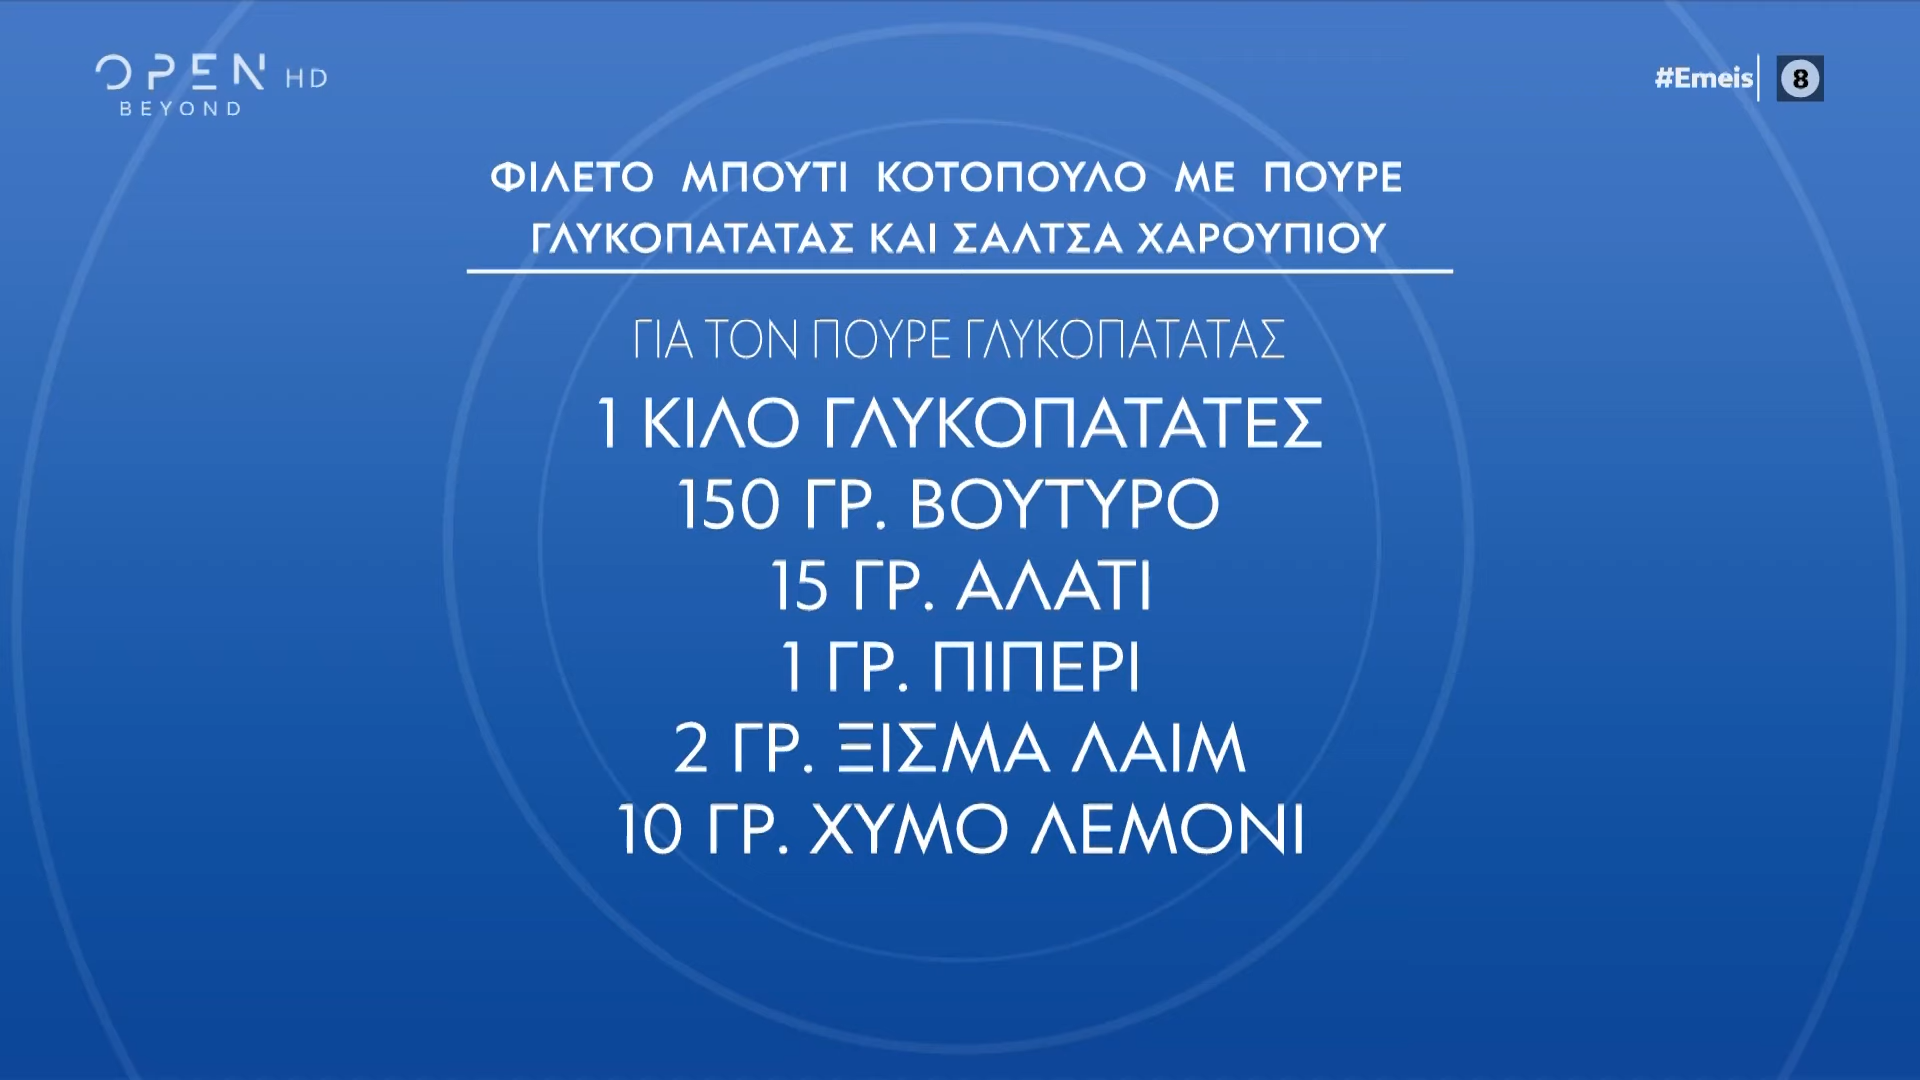 OPEN HD
BEYOND
#Emeis
8
ΦΙΛΕΤΟ ΜΠΟΥΤΙ ΚΟΤΟΠΟΥΛΟ ΜΕ ΠΟΥΡΕ
ΓΛΥΚΟΠΑΤΑΤΑΣ ΚΑΙ ΣΑΛΤΣΑ ΧΑΡΟΥΠΙΟΥ
ΓΙΑ ΤΟΝ ΠΟΥΡΕ ΓΛΥΚΟΠΑΤΑΤΑΣ
1 ΚΙΛΟ ΓΛΥΚΟΠΑΤΑΤΕΣ
150 ΓΡ. ΒΟΥΤΥΡΟ
15 ΓΡ. ΑΛΑΤΙ
1 ΓΡ. ΠΙΠΕΡΙ
2 ΓΡ. ΞΙΣΜΑ ΛΑΙΜ
10 ΓΡ. ΧΥΜΟ ΛΕΜΟΝΙ